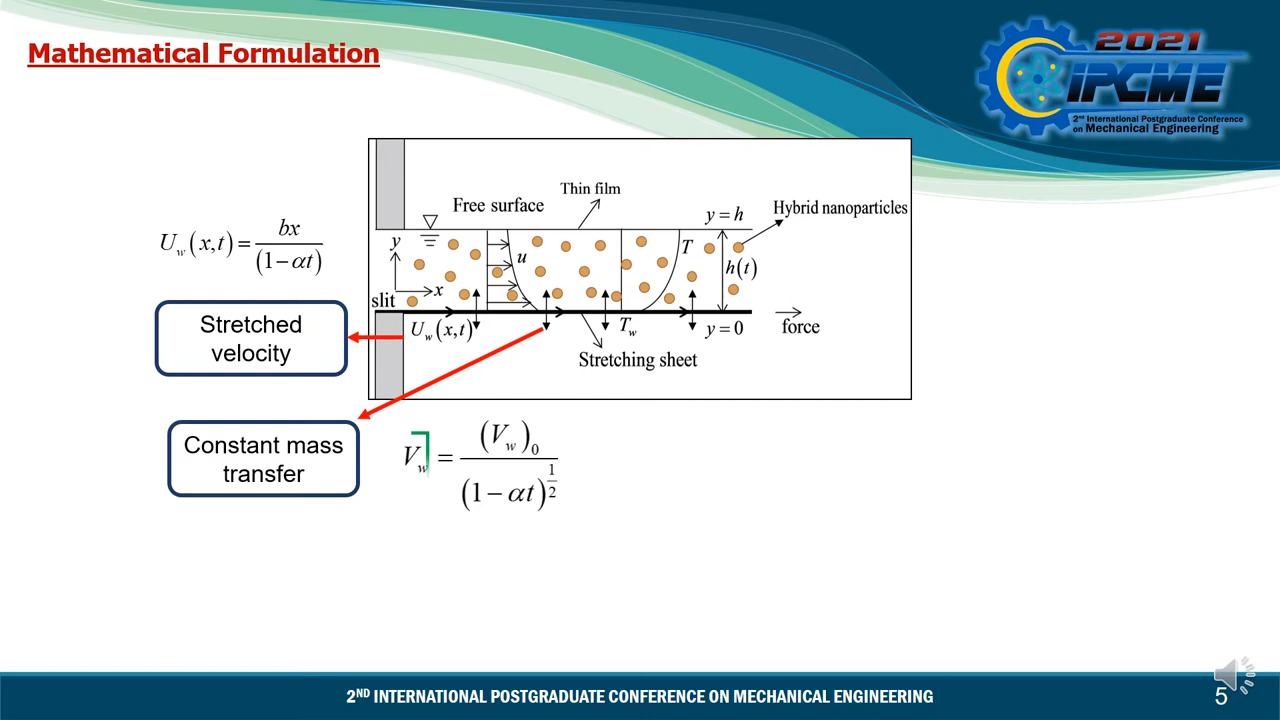 Mathematical Formulation
2021
IPCME
2nd International Postgraduate Conference
on Mechanical Engineering
Thin film
Free surface
y = h
Hybrid nanoparticles
U_w(x,t) = bx / (1−αt)
y
u
T
h(t)
x
slit
Stretched
velocity
U_w(x,t)
T_w
y = 0
force
Stretching sheet
Constant mass
transfer
V_w = (V_w)_0 / (1−αt)^{1/2}
2ND INTERNATIONAL POSTGRADUATE CONFERENCE ON MECHANICAL ENGINEERING
5